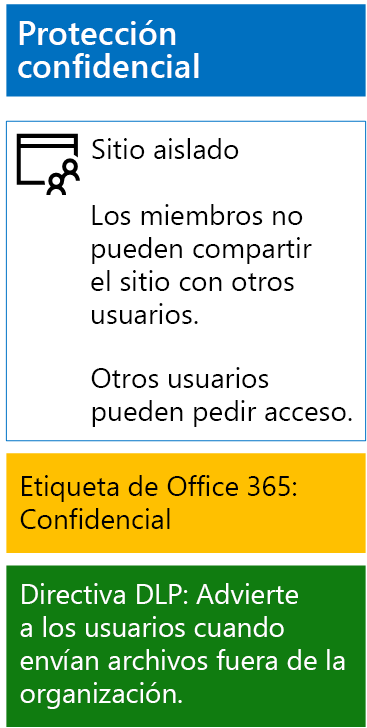 Protección
confidencial
Sitio aislado
Los miembros no
pueden compartir
el sitio con otros
usuarios.
Otros usuarios
pueden pedir acceso.
Etiqueta de Office 365:
Confidencial
Directiva DLP: Advierte
a los usuarios cuando
envían archivos fuera de la
organización.